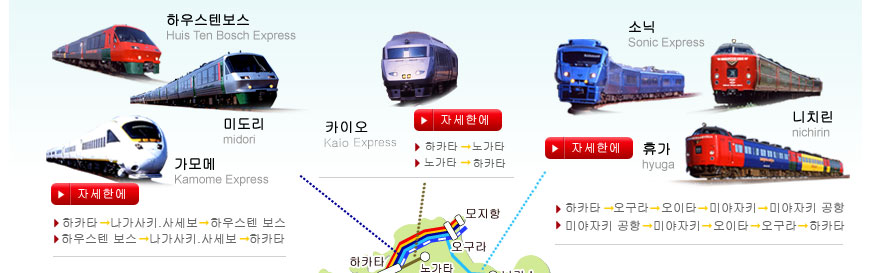 하우스텐보스
Huis Ten Bosch Express
미도리
midori
가모메
Kamome Express
자세한에
하카타→나가사키.사세보→하우스텐 보스
하우스텐 보스→나가사키.사세보→하카타
카이오
Kaio Express
자세한에
하카타→노가타
노가타→하카타
소닉
Sonic Express
니치린
nichirin
휴가
hyuga
자세한에
하카타→오구라→오이타→미야자키→미야자키 공항
미야자키 공항→미야자키→오이타→오구라→하카타
모지항
오구라
하카타
노가타